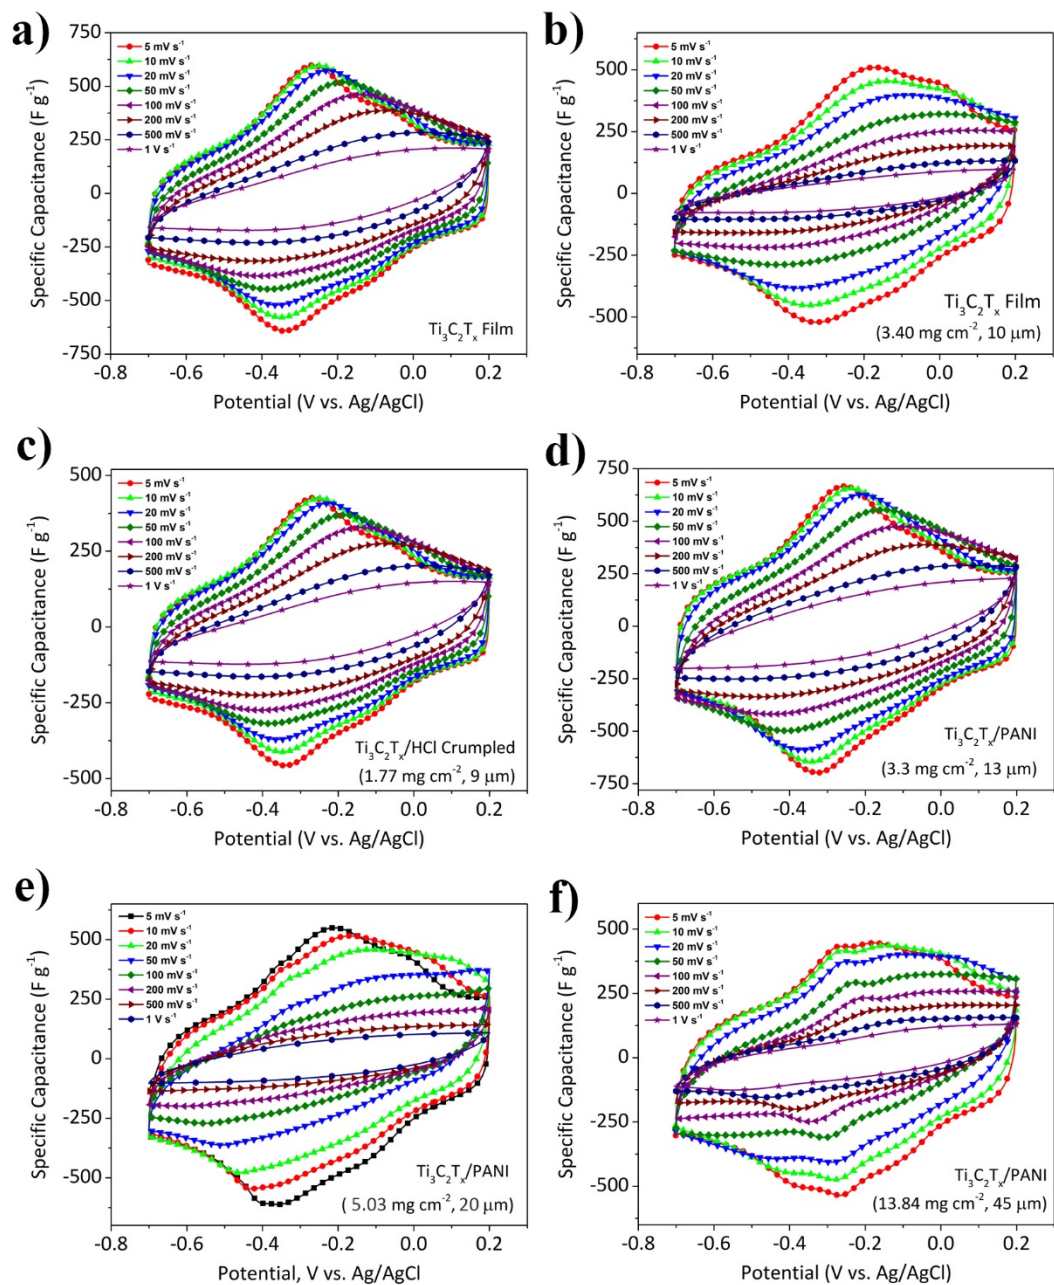 a)
750
500
250
0
-250
-500
-750
Specific Capacitance (F g⁻¹)
5 mV s⁻¹
10 mV s⁻¹
20 mV s⁻¹
50 mV s⁻¹
100 mV s⁻¹
200 mV s⁻¹
500 mV s⁻¹
1 V s⁻¹
Ti₃C₂Tₓ Film
-0.8 -0.6 -0.4 -0.2 0.0 0.2
Potential (V vs. Ag/AgCl)
b)
500
250
0
-250
-500
Specific Capacitance (F g⁻¹)
5 mV s⁻¹
10 mV s⁻¹
20 mV s⁻¹
50 mV s⁻¹
100 mV s⁻¹
200 mV s⁻¹
500 mV s⁻¹
1 V s⁻¹
Ti₃C₂Tₓ Film
(3.40 mg cm⁻², 10 μm)
-0.8 -0.6 -0.4 -0.2 0.0 0.2
Potential (V vs. Ag/AgCl)
c)
500
250
0
-250
-500
Specific Capacitance (F g⁻¹)
5 mV s⁻¹
10 mV s⁻¹
20 mV s⁻¹
50 mV s⁻¹
100 mV s⁻¹
200 mV s⁻¹
500 mV s⁻¹
1 V s⁻¹
Ti₃C₂Tₓ/HCl Crumpled
(1.77 mg cm⁻², 9 μm)
-0.8 -0.6 -0.4 -0.2 0.0 0.2
Potential (V vs. Ag/AgCl)
d)
750
500
250
0
-250
-500
-750
Specific Capacitance (F g⁻¹)
5 mV s⁻¹
10 mV s⁻¹
20 mV s⁻¹
50 mV s⁻¹
100 mV s⁻¹
200 mV s⁻¹
500 mV s⁻¹
1 V s⁻¹
Ti₃C₂Tₓ/PANI
(3.3 mg cm⁻², 13 μm)
-0.8 -0.6 -0.4 -0.2 0.0 0.2
Potential (V vs. Ag/AgCl)
e)
500
250
0
-250
-500
Specific Capacitance (F g⁻¹)
5 mV s⁻¹
10 mV s⁻¹
20 mV s⁻¹
50 mV s⁻¹
100 mV s⁻¹
200 mV s⁻¹
500 mV s⁻¹
1 V s⁻¹
Ti₃C₂Tₓ/PANI
( 5.03 mg cm⁻², 20 μm)
-0.8 -0.6 -0.4 -0.2 0.0 0.2
Potential, V vs. Ag/AgCl
f)
500
250
0
-250
-500
Specific Capacitance (F g⁻¹)
5 mV s⁻¹
10 mV s⁻¹
20 mV s⁻¹
50 mV s⁻¹
100 mV s⁻¹
200 mV s⁻¹
500 mV s⁻¹
1 V s⁻¹
Ti₃C₂Tₓ/PANI
(13.84 mg cm⁻², 45 μm)
-0.8 -0.6 -0.4 -0.2 0.0 0.2
Potential (V vs. Ag/AgCl)